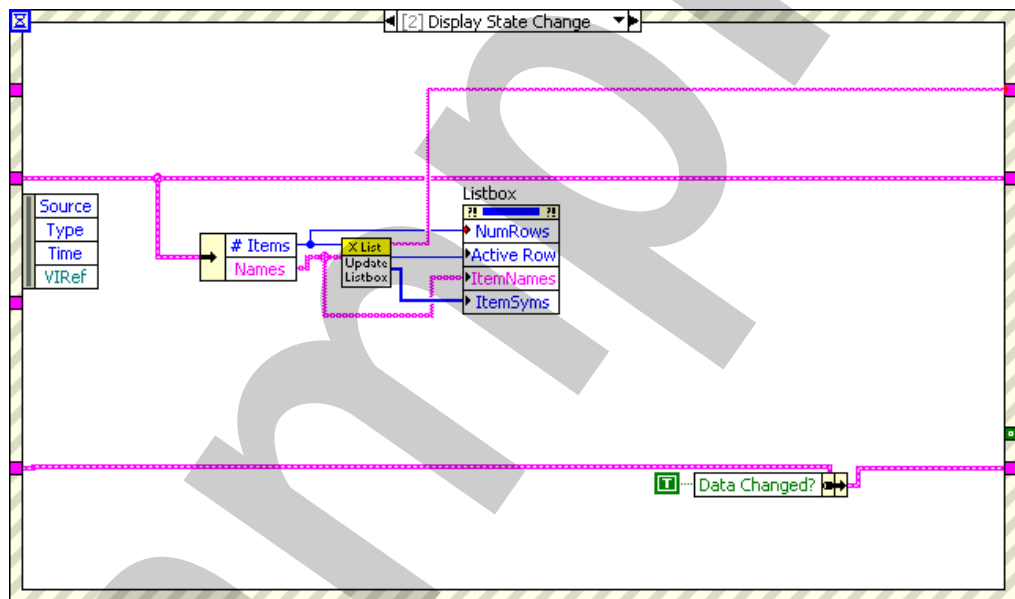 [2] Display State Change
Source
Type
Time
VIRef
# Items
Names
X List
Update
Listbox
Listbox
?! ?!
NumRows
Active Row
ItemNames
ItemSyms
T
Data Changed?